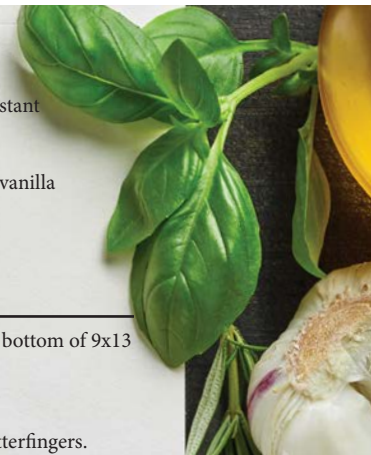 stant
vanilla
bottom of 9x13
tterfingers.